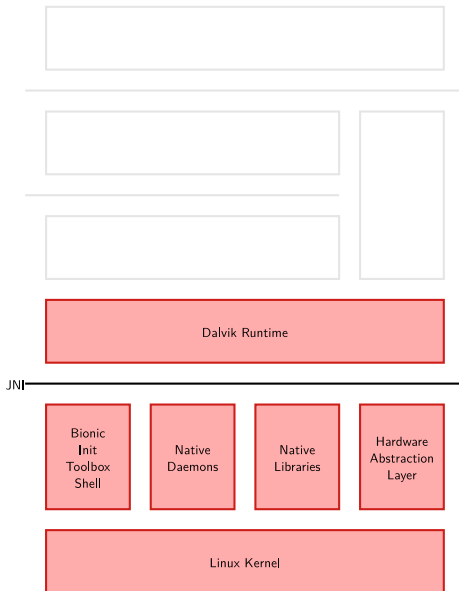 Dalvik Runtime
JNI
Bionic
Init
Toolbox
Shell
Native
Daemons
Native
Libraries
Hardware
Abstraction
Layer
Linux Kernel